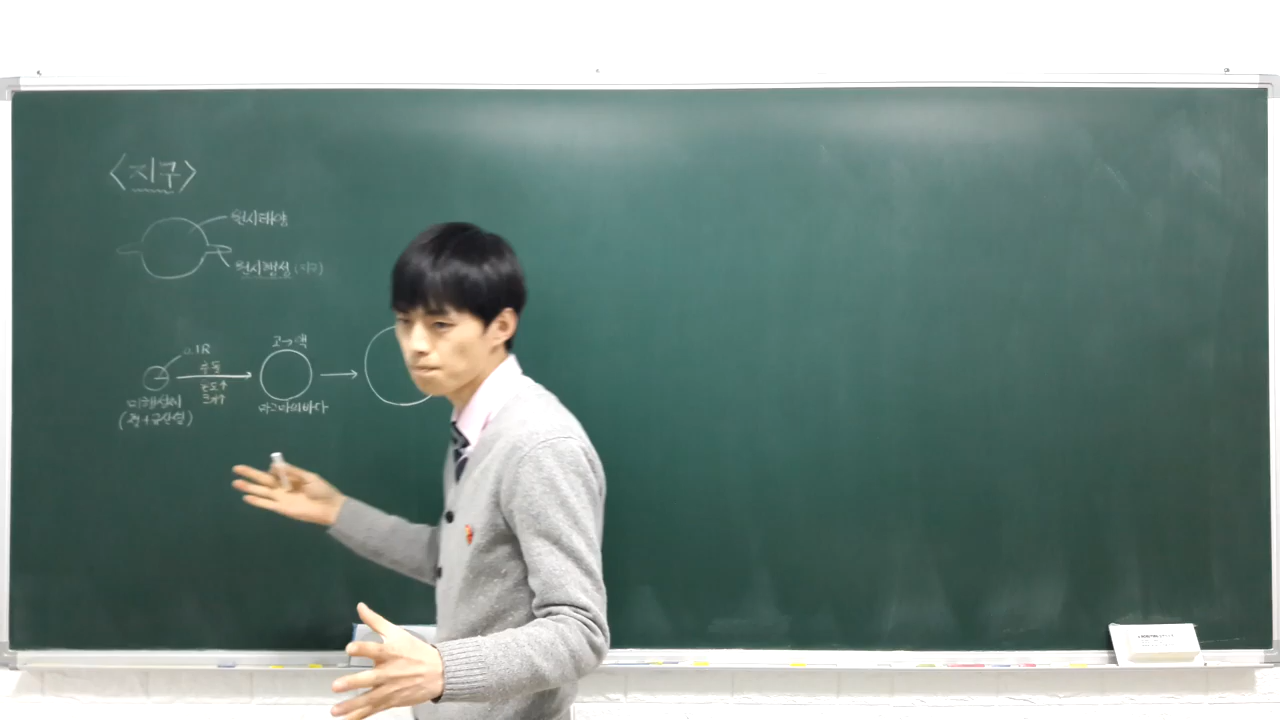 <지구>
원시태양
원시행성 (지구)
0.1R
충돌
온도↑
크기↑
미행성
(철+규산염)
고→액
마그마의바다